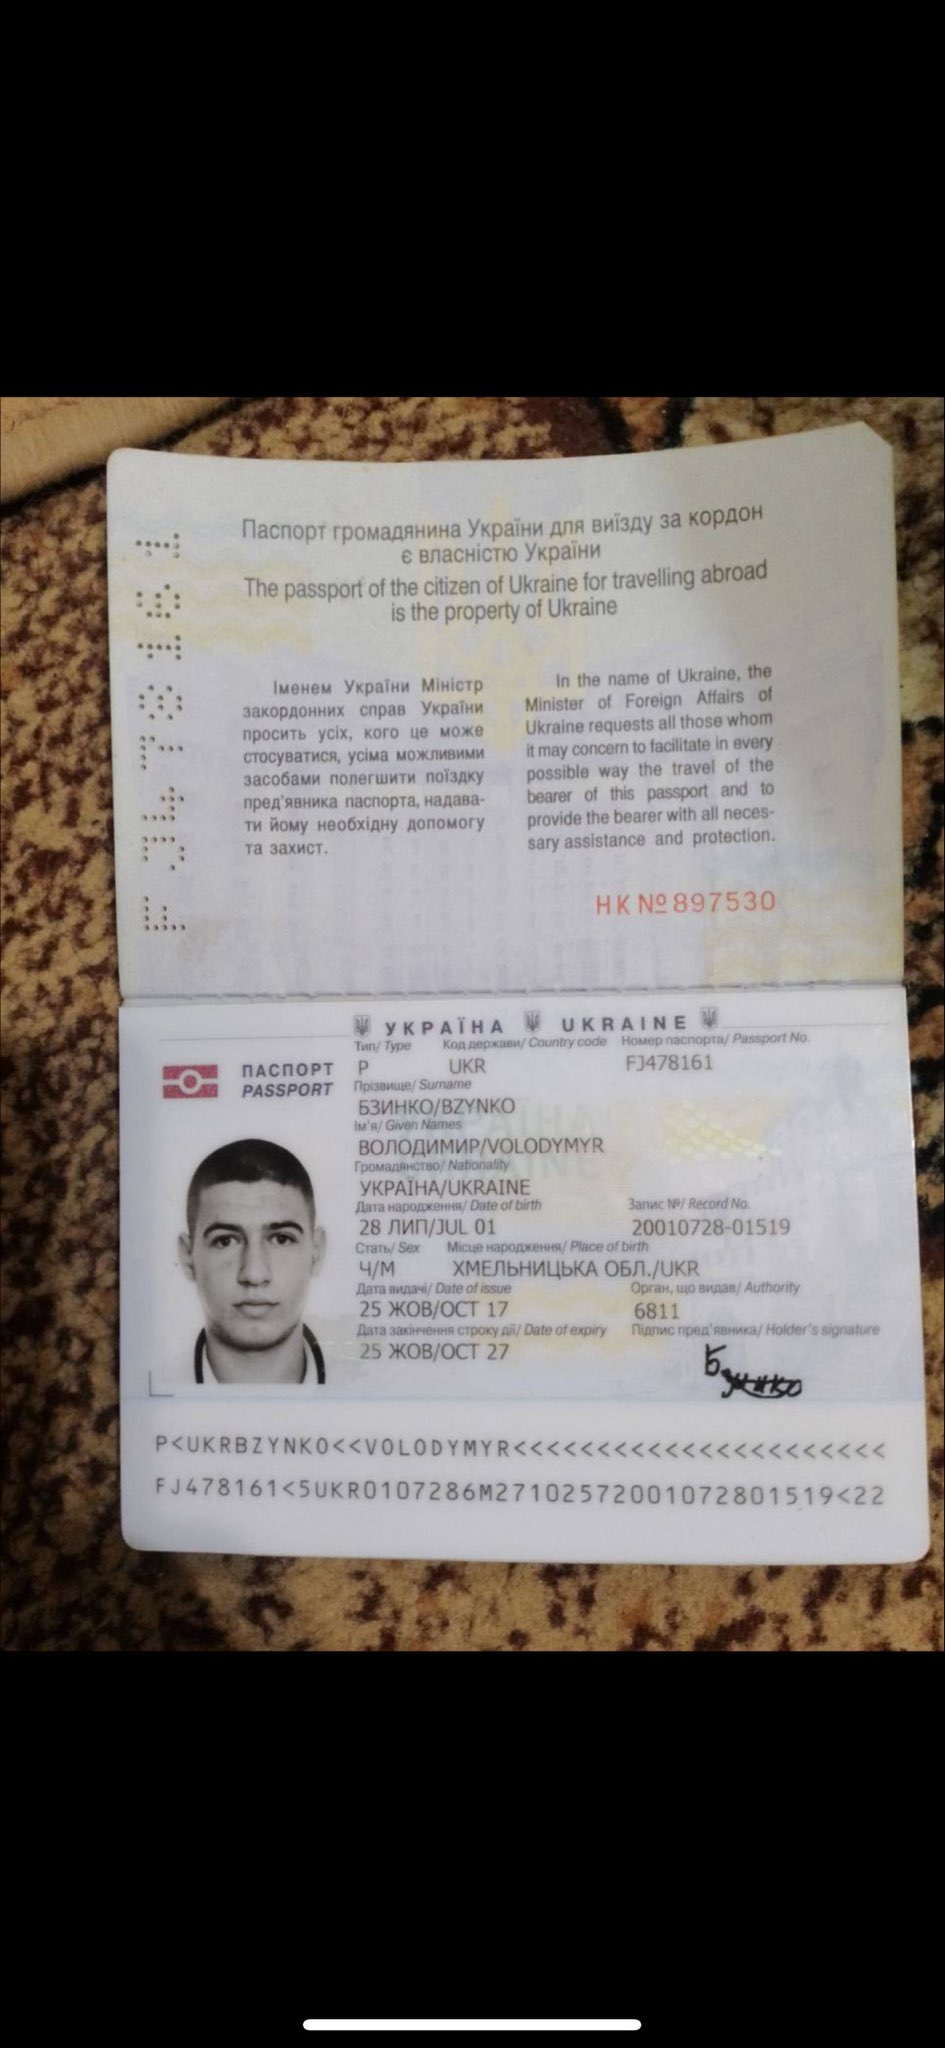 Паспорт громадянина України для виїзду за кордон
є власністю України
The passport of the citizen of Ukraine for travelling abroad
is the property of Ukraine
Іменем України Міністр
закордонних справ України
просить усіх, кого це може
стосуватися, усіма можливими
засобами полегшити поїздку
пред'явника паспорта, надава-
ти йому необхідну допомогу
та захист.
In the name of Ukraine, the
Minister of Foreign Affairs of
Ukraine requests all those whom
it may concern to facilitate in every
possible way the travel of the
bearer of this passport and to
provide the bearer with all neces-
sary assistance and protection.
НК №897530
FJ478161
УКРАЇНА UKRAINE
ПАСПОРТ
PASSPORT
Тип/ Type Код держави/ Country code Номер паспорта/ Passport No.
P UKR FJ478161
Прізвище/ Surname
БЗИНКО/BZYNKO
Ім'я/ Given Names
ВОЛОДИМИР/VOLODYMYR
Громадянство/ Nationality
УКРАЇНА/UKRAINE
Дата народження/ Date of birth Запис №/ Record No.
28 ЛИП/JUL 01 20010728-01519
Стать/ Sex Місце народження/ Place of birth
Ч/М ХМЕЛЬНИЦЬКА ОБЛ./UKR
Дата видачі/ Date of issue Орган, що видав/ Authority
25 ЖОВ/OCT 17 6811
Дата закінчення строку дії/ Date of expiry Підпис пред'явника/ Holder's signature
25 ЖОВ/OCT 27
Бзинко
P<UKRBZYNKO<<VOLODYMYR<<<<<<<<<<<<<<<<<<<<<<
FJ478161<5UKR0107286M27102572001072801519<22